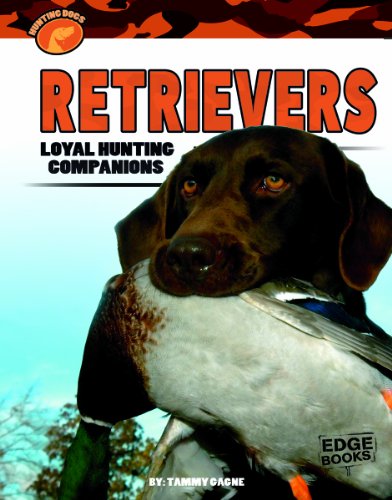 HUNTING DOGS
RETRIEVERS
LOYAL HUNTING
COMPANIONS
EDGE
BOOKS
BY: TAMMY GAGNE